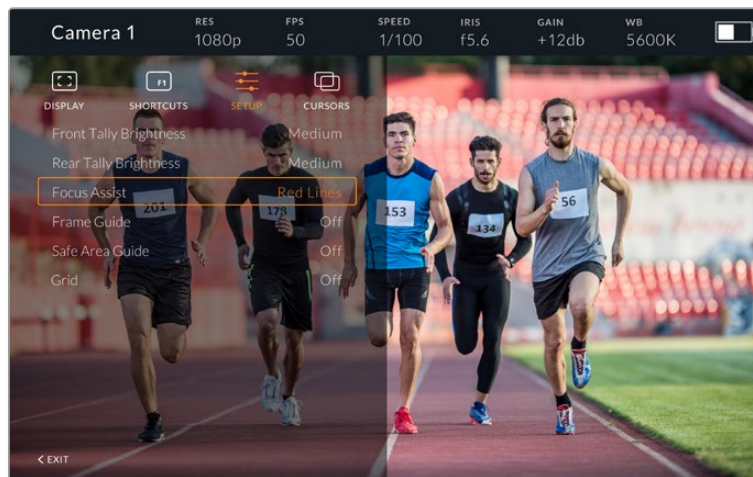 Camera 1
RES FPS SPEED IRIS GAIN WB
1080p 50 1/100 f5.6 +12db 5600K
F1
DISPLAY SHORTCUTS SETUP CURSORS
Front Tally Brightness Medium
Rear Tally Brightness Medium
Focus Assist Red Lines
Frame Guide Off
Safe Area Guide Off
Grid Off
201
178
153
134
56
< EXIT